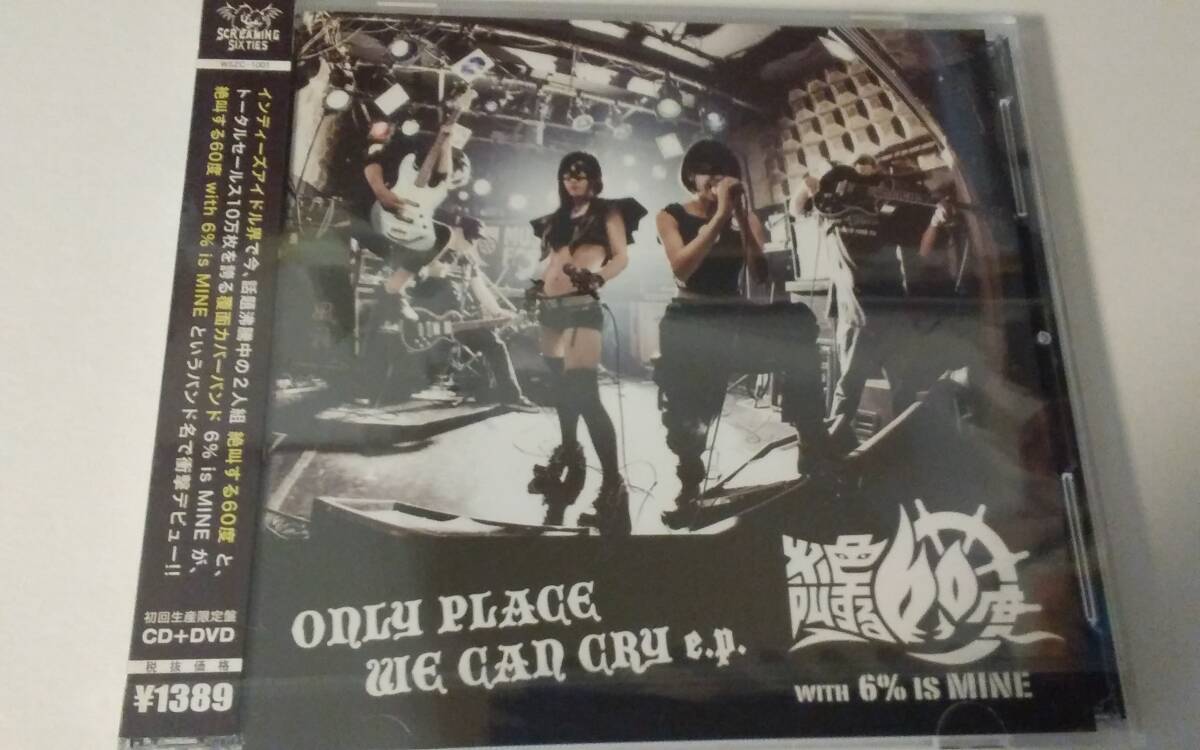 SCREAMING
SIXTIES
WSZC-1001
インディーズアイドル界で今、話題沸騰中の2人組 絶叫する60度 と、
トータルセールス10万枚を誇る覆面カバーバンド 6% is MINE が、
絶叫する60度 with 6% is MINE というバンド名で衝撃デビュー!!
初回生産限定盤
CD+DVD
税抜価格
¥1389
ONLY PLACE
WE CAN CRY e.p.
絶叫する60度
WITH 6% IS MINE